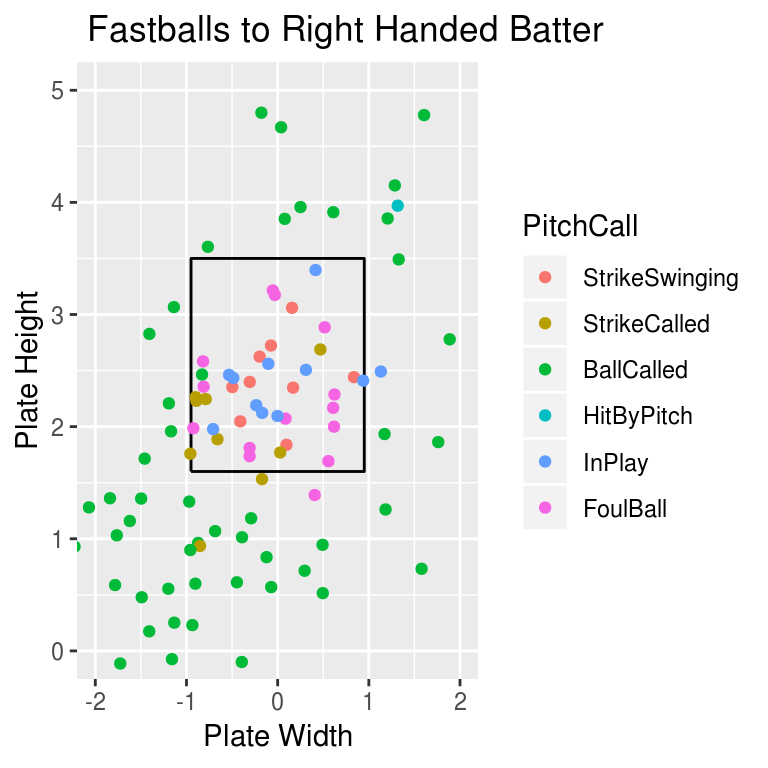 Fastballs to Right Handed Batter
5
4
3
2
1
0
Plate Height
-2 -1 0 1 2
Plate Width
PitchCall
StrikeSwinging
StrikeCalled
BallCalled
HitByPitch
InPlay
FoulBall